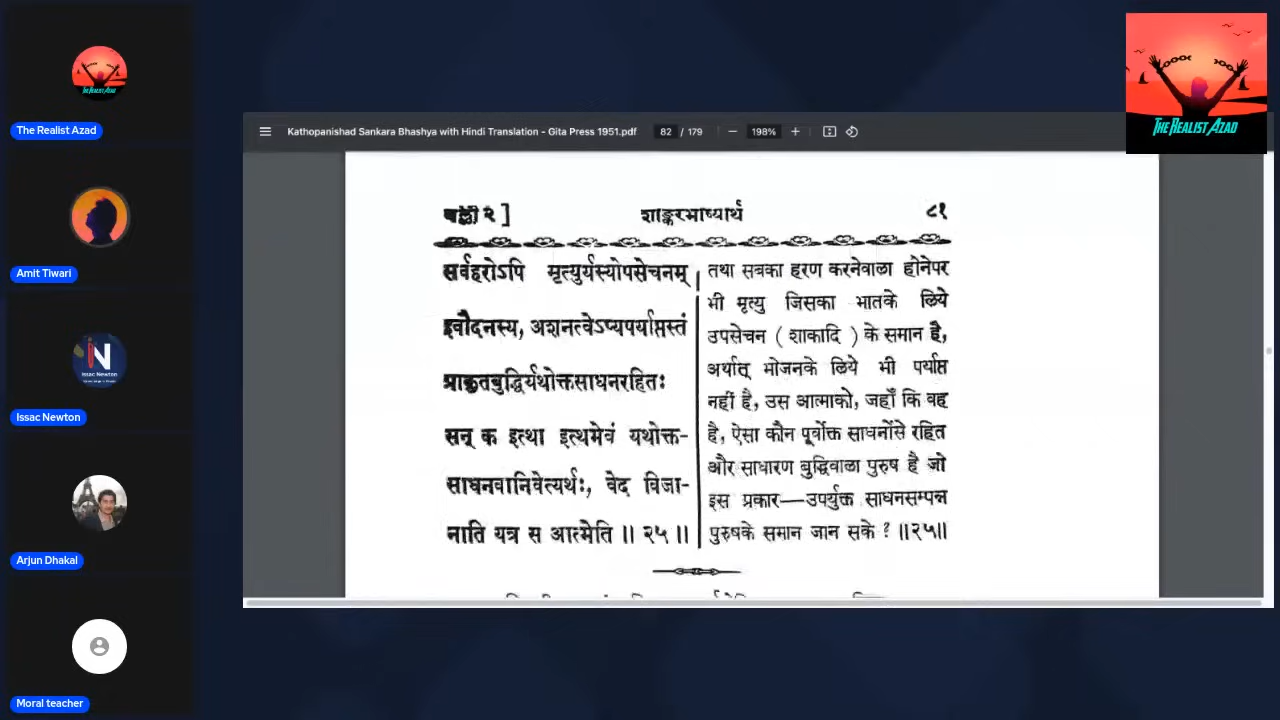 The Realist Azad
Amit Tiwari
Issac Newton
Arjun Dhakal
Moral teacher
THE REALIST AZAD
Kathopanishad Sankara Bhashya with Hindi Translation - Gita Press 1951.pdf 82 / 179 198%
वल्ली २ ] शाङ्करभाष्यार्थ ८१
सर्वहरोऽपि मृत्युर्यस्योपसेचनम्
इवौदनस्य, अशनत्वेऽप्यपर्याप्तस्तं
प्राकृतबुद्धिर्यथोक्तसाधनरहितः
सन् क इत्था इत्थमेवं यथोक्त-
साधनवानिवेत्यर्थः, वेद विजा-
नाति यत्र स आत्मेति ॥ २५ ॥
तथा सबका हरण करनेवाला होनेपर
भी मृत्यु जिसका भातके लिये
उपसेचन ( शाकादि ) के समान है,
अर्थात् भोजनके लिये भी पर्याप्त
नहीं है, उस आत्माको, जहाँ कि वह
है, ऐसा कौन पूर्वोक्त साधनोंसे रहित
और साधारण बुद्धिवाला पुरुष है जो
इस प्रकार—उपर्युक्त साधनसम्पन्न
पुरुषके समान जान सके ? ॥२५॥